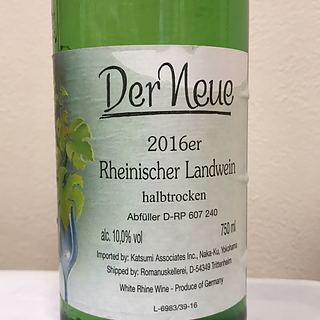 Der Neue
2016er
Rheinischer Landwein
halbtrocken
Abfüller D-RP 607 240
alc. 10,0% vol
750 ml
Imported by: Katsumi Associates Inc., Naka-Ku, Yokohama
Shipped by: Romanuskellerei, D-54349 Trittenheim
White Rhine Wine - Produce of Germany
L-6983/39-16